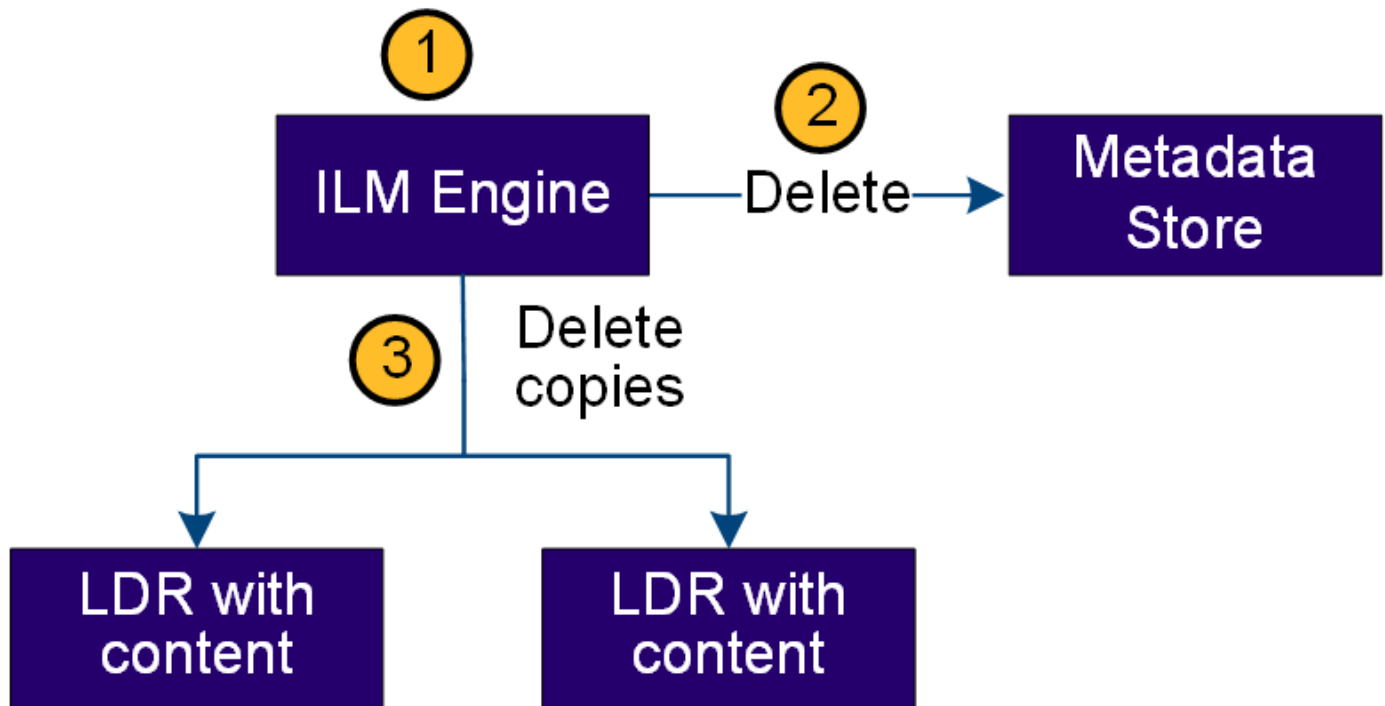 1
2
ILM Engine
Delete
Metadata
Store
3
Delete
copies
LDR with
content
LDR with
content